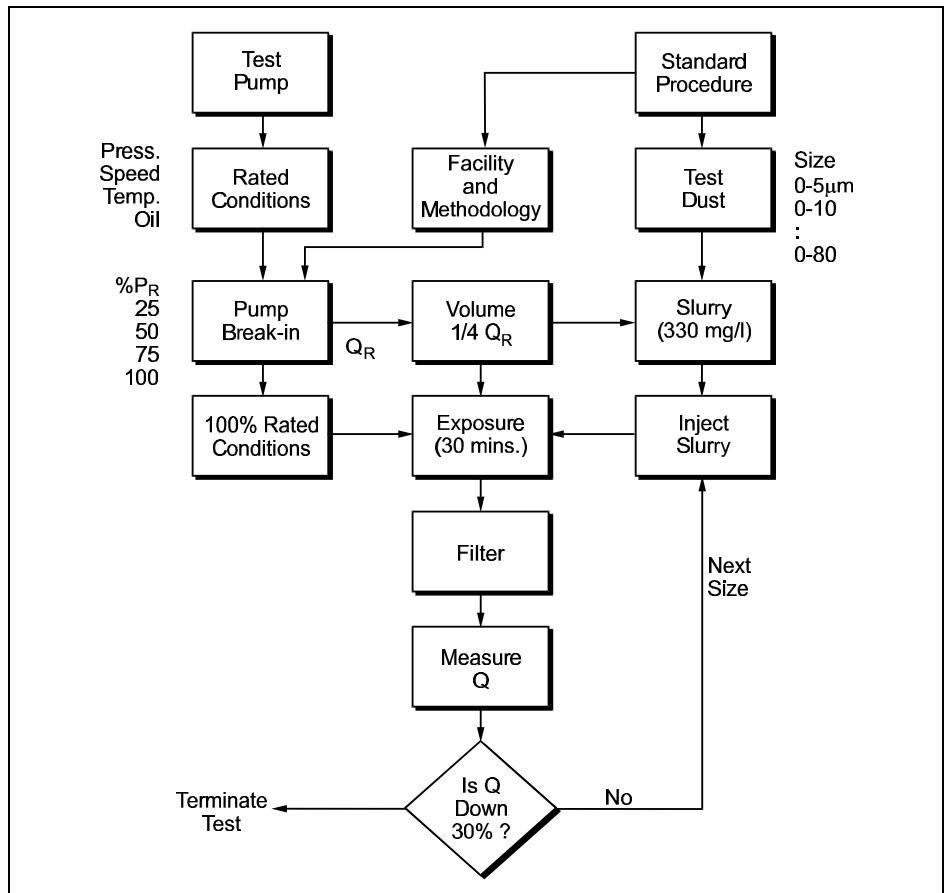 Test
Pump
Standard
Procedure
Press.
Speed
Temp.
Oil
Rated
Conditions
Facility
and
Methodology
Test
Dust
Size
0-5μm
0-10
:
0-80
%PR
25
50
75
100
Pump
Break-in
QR
Volume
1/4 QR
Slurry
(330 mg/l)
100% Rated
Conditions
Exposure
(30 mins.)
Inject
Slurry
Filter
Next
Size
Measure
Q
Is Q
Down
30% ?
No
Terminate
Test